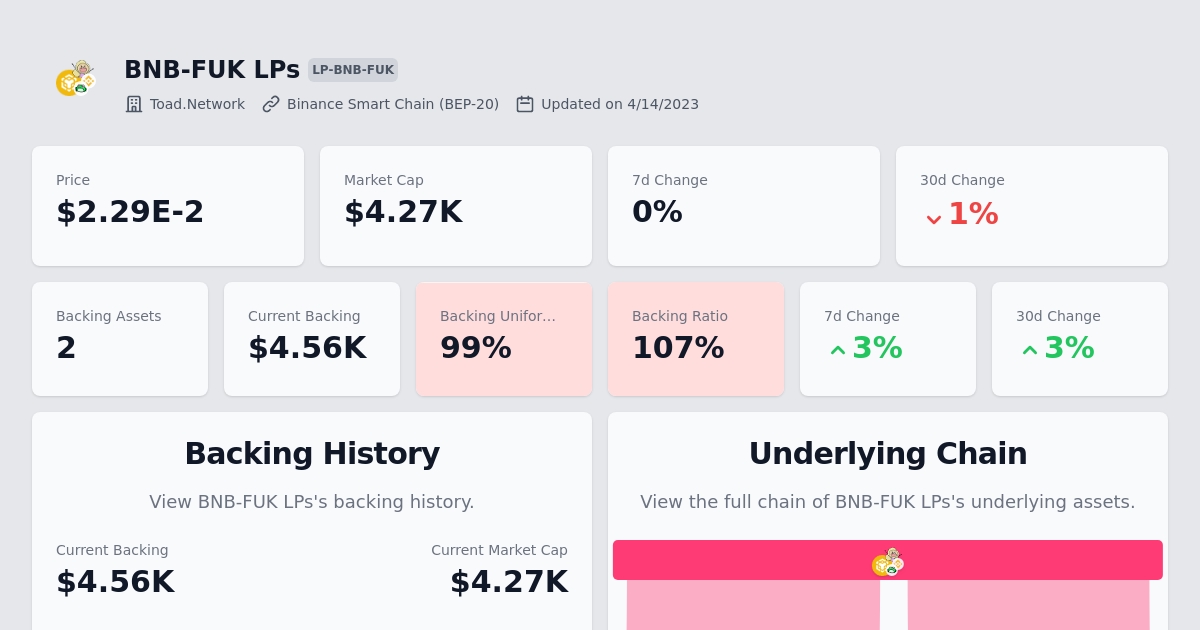 BNB-FUK LPs LP-BNB-FUK
Toad.Network Binance Smart Chain (BEP-20) Updated on 4/14/2023
Price
$2.29E-2
Market Cap
$4.27K
7d Change
0%
30d Change
1%
Backing Assets
2
Current Backing
$4.56K
Backing Unifor...
99%
Backing Ratio
107%
7d Change
3%
30d Change
3%
Backing History
View BNB-FUK LPs's backing history.
Current Backing
$4.56K
Current Market Cap
$4.27K
Underlying Chain
View the full chain of BNB-FUK LPs's underlying assets.